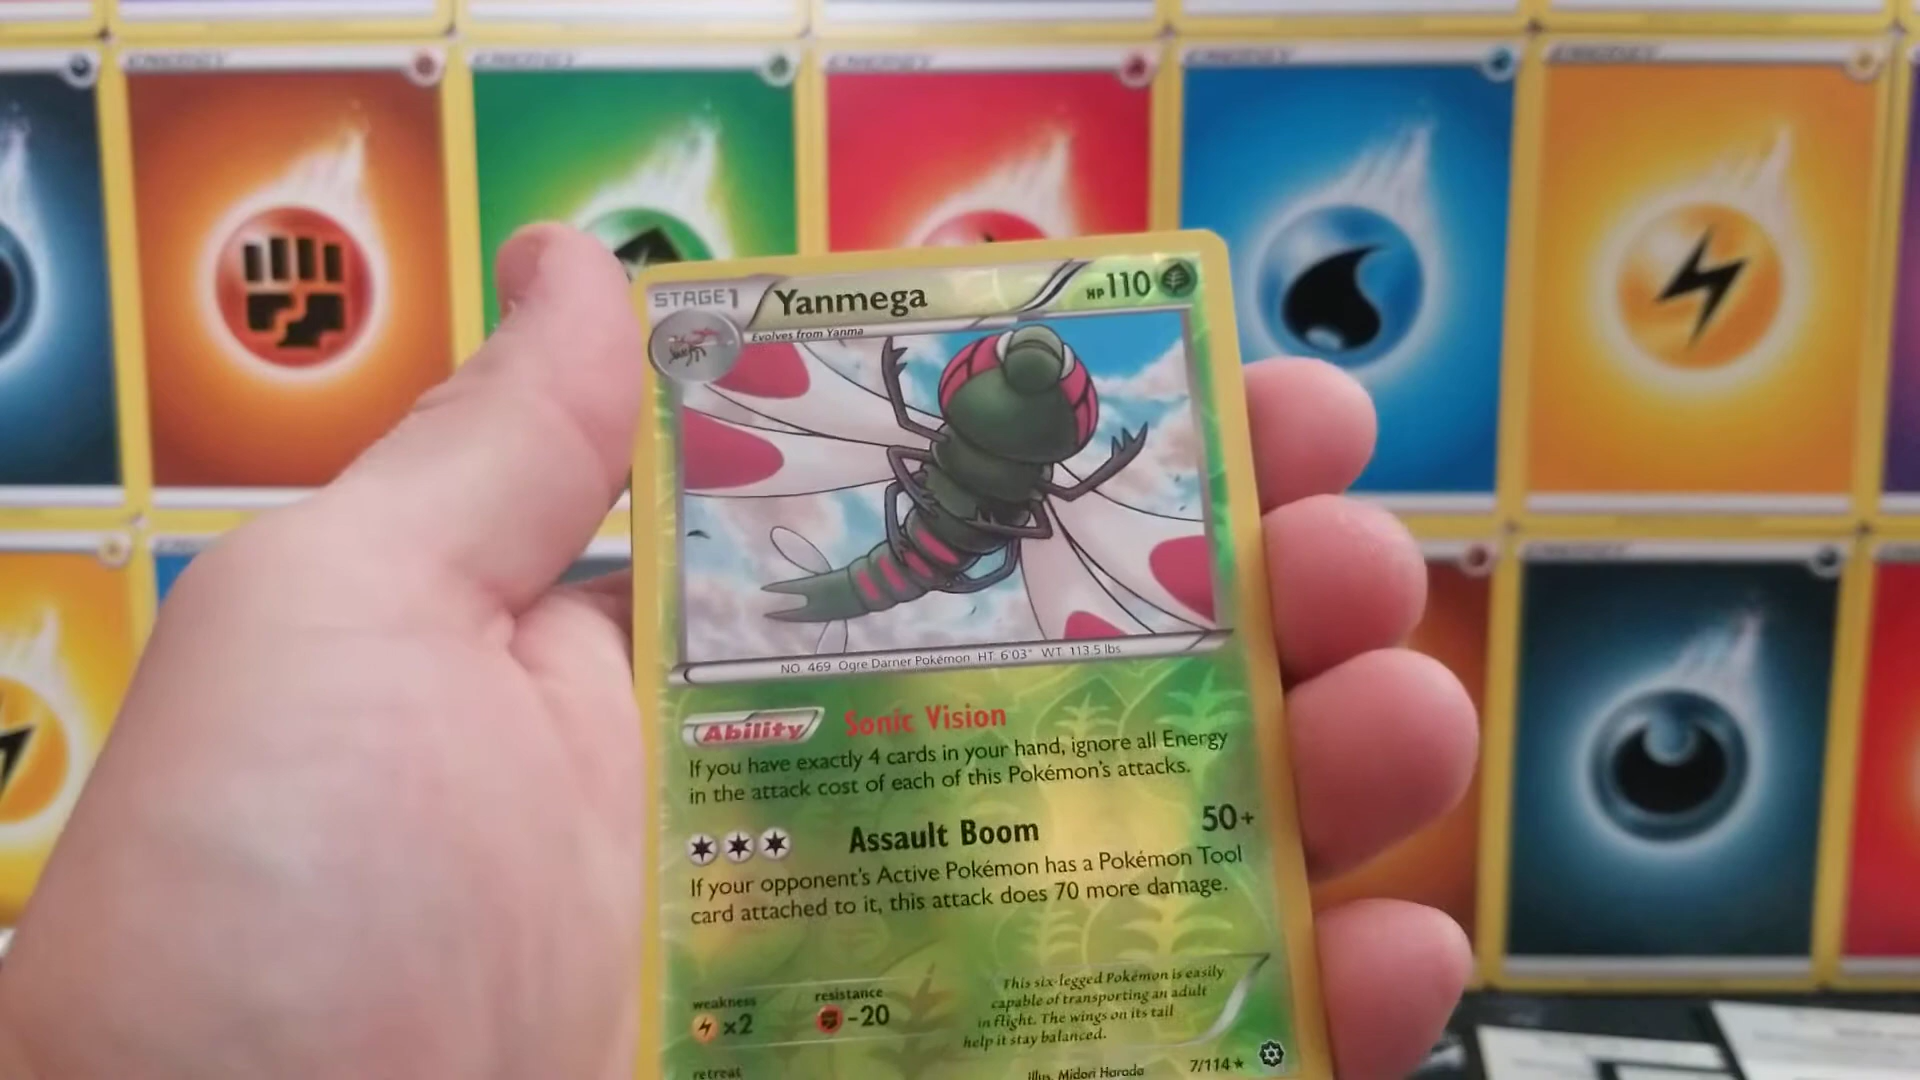 ENERGY
ENERGY
ENERGY
ENERGY
ENERGY
STAGE1
Yanmega
HP110
Evolves from Yanma
NO. 469 Ogre Darner Pokémon HT. 6'03" WT. 113.5 lbs
Ability Sonic Vision
If you have exactly 4 cards in your hand, ignore all Energy
in the attack cost of each of this Pokémon's attacks.
Assault Boom 50+
If your opponent's Active Pokémon has a Pokémon Tool
card attached to it, this attack does 70 more damage.
weakness
×2
resistance
-20
This six-legged Pokémon is easily
capable of transporting an adult
in flight. The wings on its tail
help it stay balanced.
retreat
Illus. Midori Harada
7/114